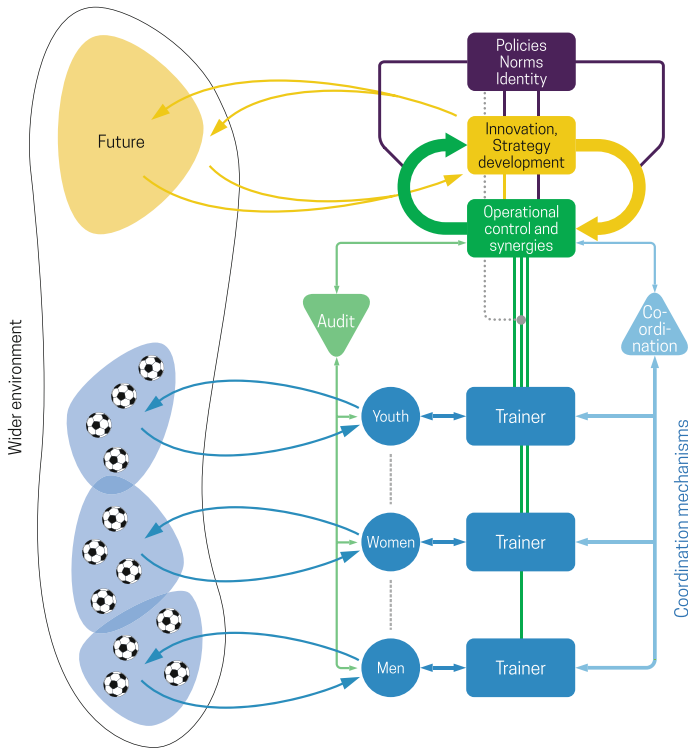 Policies
Norms
Identity
Future
Innovation,
Strategy
development
Operational
control and
synergies
Audit
Co-
ordi-
nation
Wider environment
Youth
Trainer
Women
Trainer
Men
Trainer
Coordination mechanisms